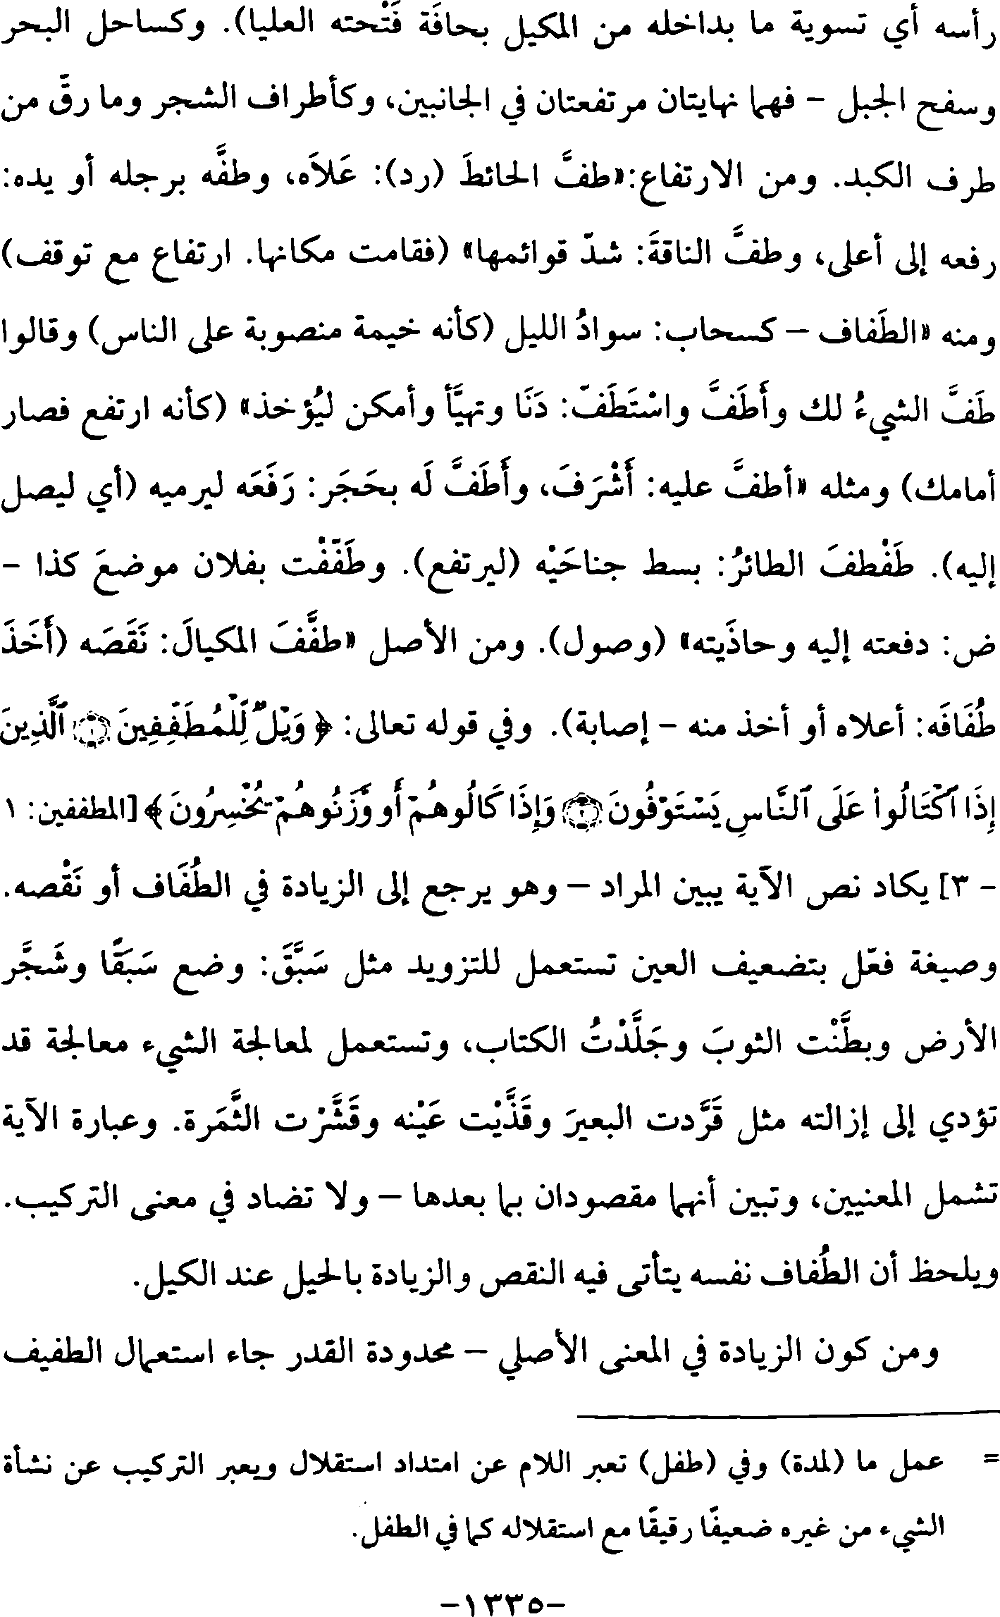 رأسه أي تسوية ما بداخله من المكيل بحافَة فَتْحته العليا). وكساحل البحر
وسفح الجبل – فهما نهايتان مرتفعتان في الجانبين، وكأطراف الشجر وما رقَّ من
طرف الكبد. ومن الارتفاع: «طفَّ الحائطَ (رد): عَلاَه، وطفَّه برجله أو يده:
رفعه إلى أعلى، وطفَّ الناقةَ: شدّ قوائمها» (فقامت مكانها. ارتفاع مع توقف)
ومنه «الطَفاف – كسحاب: سوادُ الليل (كأنه خيمة منصوبة على الناس) وقالوا
طَفَّ الشيءُ لك وأَطَفَّ واسْتَطَفّ: دَنَا وتهيَّأ وأمكن ليُؤخذ» (كأنه ارتفع فصار
أمامك) ومثله «أطفَّ عليه: أَشْرَفَ، وأَطَفَّ لَه بحَجَر: رَفَعَه ليرميه (أي ليصل
إليه). طَفْطفَ الطائرُ: بسط جناحَيْه (ليرتفع). وطَفّفْت بفلان موضعَ كذا –
ض: دفعته إليه وحاذَيته» (وصول). ومن الأصل «طفَّفَ المكيالَ: نَقَصَه (أَخَذَ
طُفَافَه: أعلاه أو أخذ منه – إصابة). وفي قوله تعالى: ﴿وَيْلٌ لِّلْمُطَفِّفِينَ ۝١ ٱلَّذِينَ
إِذَا ٱكْتَالُوا۟ عَلَى ٱلنَّاسِ يَسْتَوْفُونَ ۝٢ وَإِذَا كَالُوهُمْ أَو وَّزَنُوهُمْ يُخْسِرُونَ﴾ [المطففين: ١
– ٣] يكاد نص الآية يبين المراد – وهو يرجع إلى الزيادة في الطُفَاف أو نَقْصه.
وصيغة فعّل بتضعيف العين تستعمل للتزويد مثل سَبَّقَ: وضع سَبَقًا وشَجَّر
الأرض وبطَّنْت الثوبَ وجَلَّدْتُ الكتاب، وتستعمل لمعالجة الشيء معالجة قد
تؤدي إلى إزالته مثل قَرَّدت البعيرَ وقَذَّيْت عَيْنه وقَشَّرْت الثَّمَرة. وعبارة الآية
تشمل المعنيين، وتبين أنهما مقصودان بما بعدها – ولا تضاد في معنى التركيب.
ويلحظ أن الطُفاف نفسه يتأتى فيه النقص والزيادة بالحيل عند الكيل.
ومن كون الزيادة في المعنى الأصلي – محدودة القدر جاء استعمال الطفيف
= عمل ما (لمدة) وفي (طفل) تعبر اللام عن امتداد استقلال ويعبر التركيب عن نشأة
الشيء من غيره ضعيفًا رقيقًا مع استقلاله كما في الطفل.
-١٣٣٥-